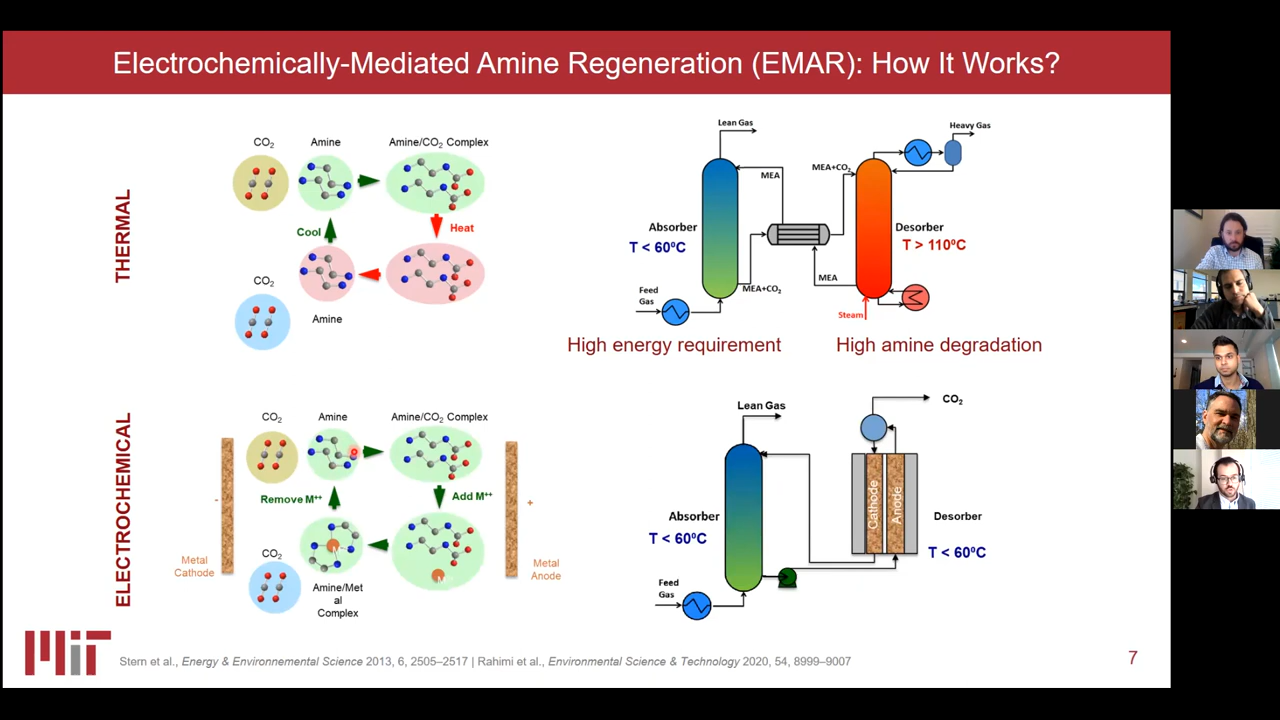 Electrochemically-Mediated Amine Regeneration (EMAR): How It Works?
THERMAL
CO₂
Amine
Amine/CO₂ Complex
Cool
Heat
CO₂
Amine
Lean Gas
Heavy Gas
MEA
MEA+CO₂
Absorber
T < 60ºC
Desorber
T > 110ºC
MEA
MEA+CO₂
Feed
Gas
Steam
High energy requirement
High amine degradation
ELECTROCHEMICAL
CO₂
Amine
Amine/CO₂ Complex
Remove M⁺⁺
Add M⁺⁺
-
+
Metal
Cathode
CO₂
Metal
Anode
M
Amine/Met
al
Complex
Lean Gas
CO₂
Cathode
Anode
Absorber
T < 60ºC
Desorber
T < 60ºC
Feed
Gas
MiT
Stern et al., Energy & Environnemental Science 2013, 6, 2505–2517 | Rahimi et al., Environmental Science & Technology 2020, 54, 8999–9007
7